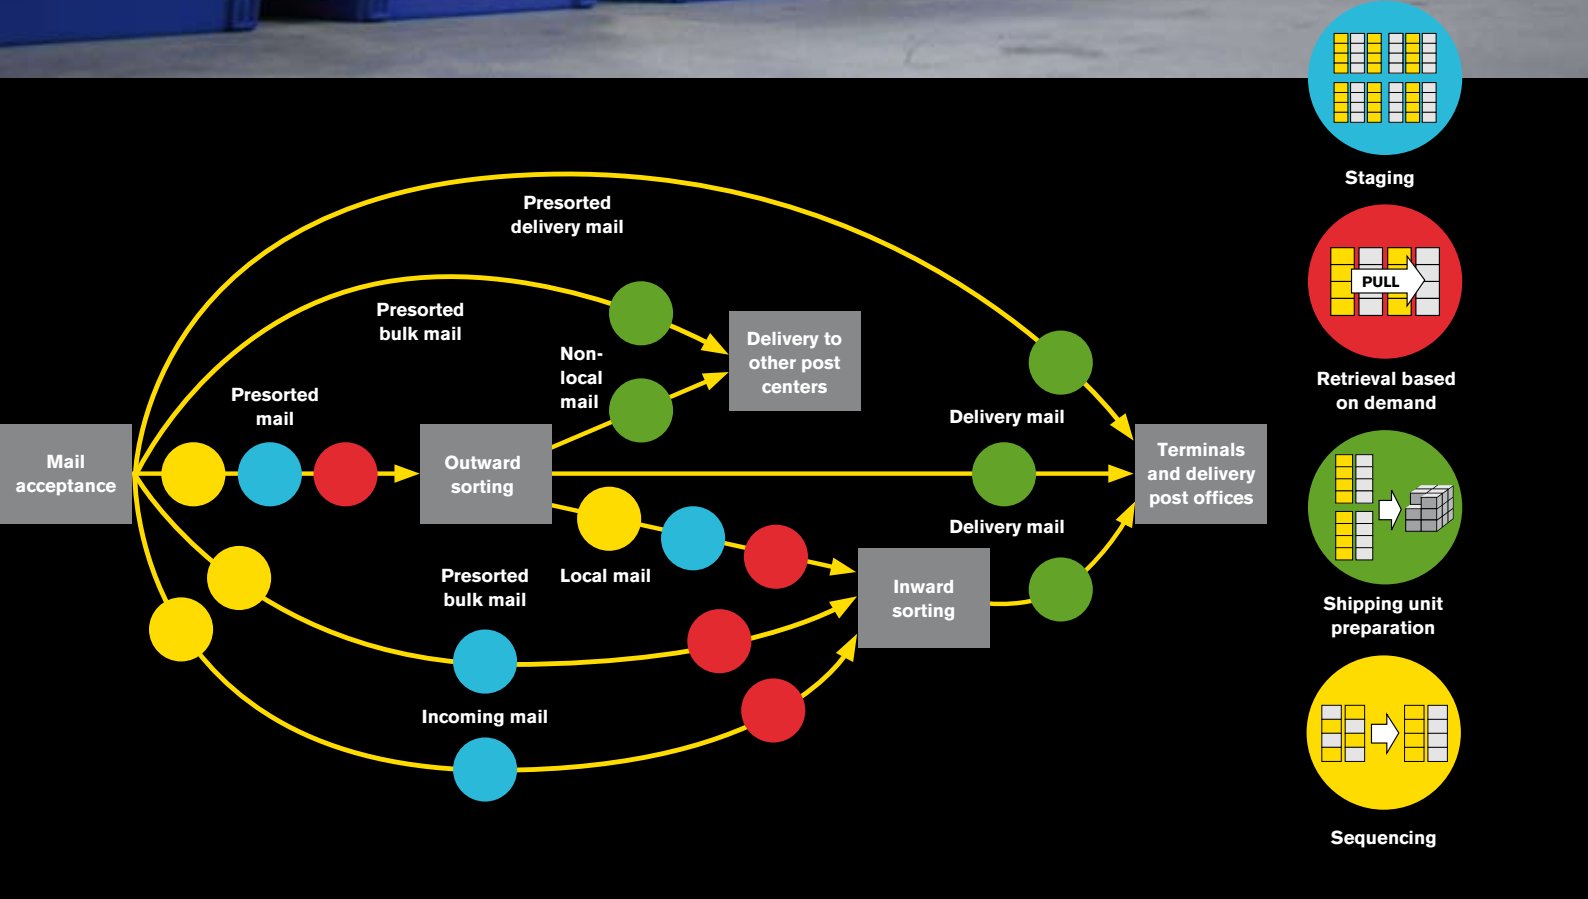 Staging
Presorted
delivery mail
PULL
Presorted
bulk mail
Non-
local
mail
Delivery to
other post
centers
Retrieval based
on demand
Presorted
mail
Delivery mail
Mail
acceptance
Outward
sorting
Terminals
and delivery
post offices
Delivery mail
Presorted
bulk mail
Local mail
Inward
sorting
Shipping unit
preparation
Incoming mail
Sequencing